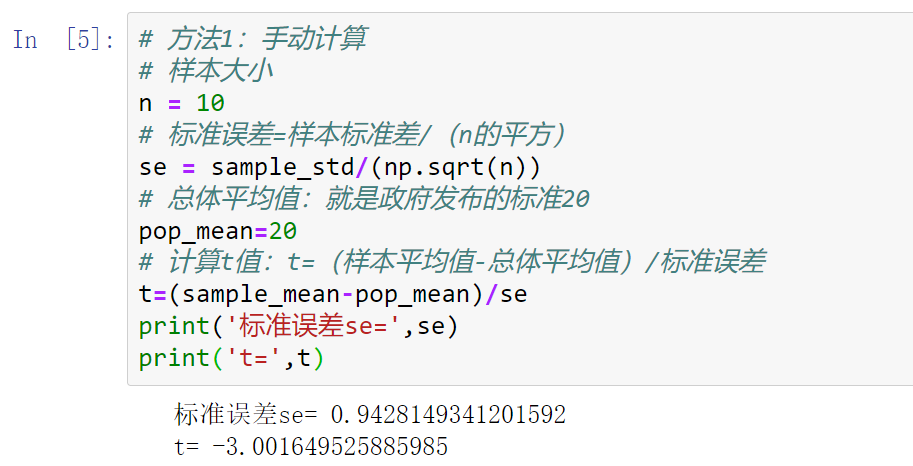 In [5]: # 方法1：手动计算
# 样本大小
n = 10
# 标准误差=样本标准差/（n的平方）
se = sample_std/(np.sqrt(n))
# 总体平均值：就是政府发布的标准20
pop_mean=20
# 计算t值：t=（样本平均值-总体平均值）/标准误差
t=(sample_mean-pop_mean)/se
print('标准误差se=',se)
print('t=',t)
标准误差se= 0.9428149341201592
t= -3.001649525885985